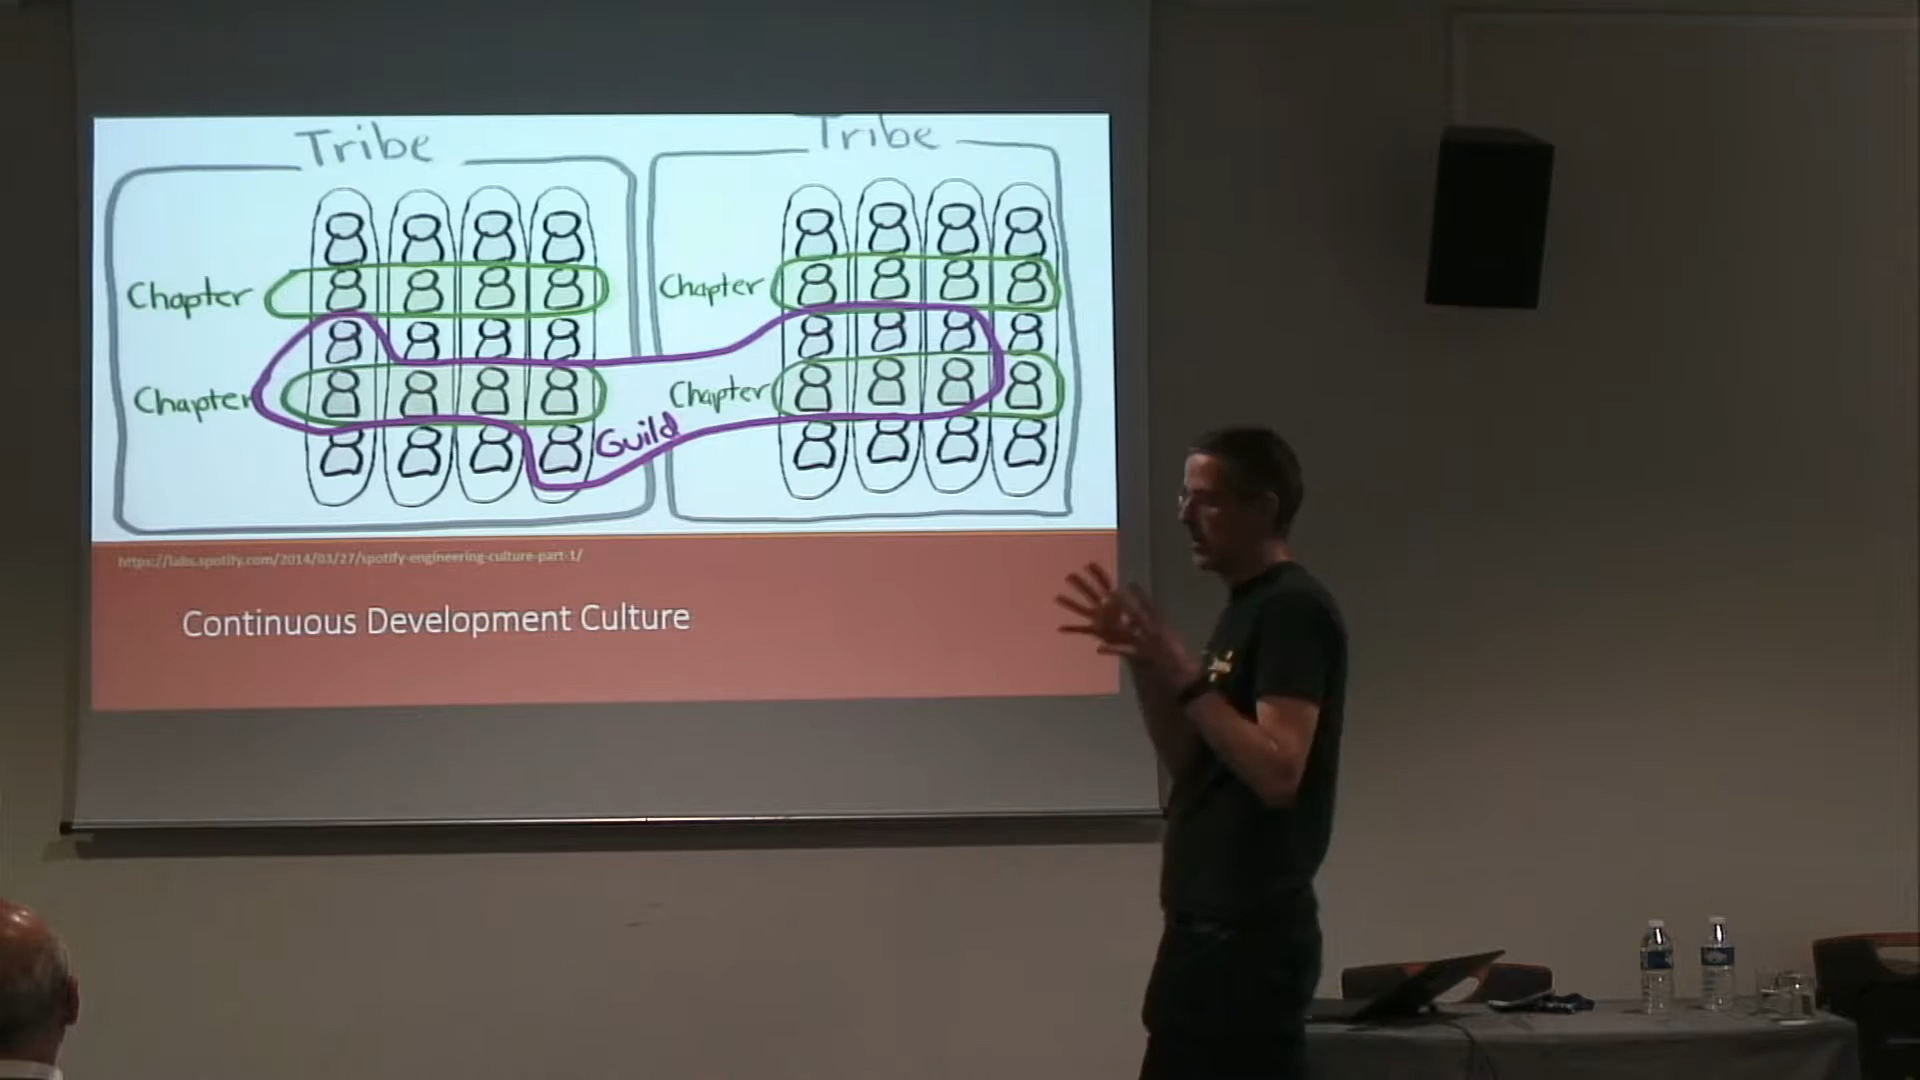 Tribe
Tribe
Chapter
Chapter
Chapter
Chapter
Guild
https://labs.spotify.com/2014/03/27/spotify-engineering-culture-part-1/
Continuous Development Culture